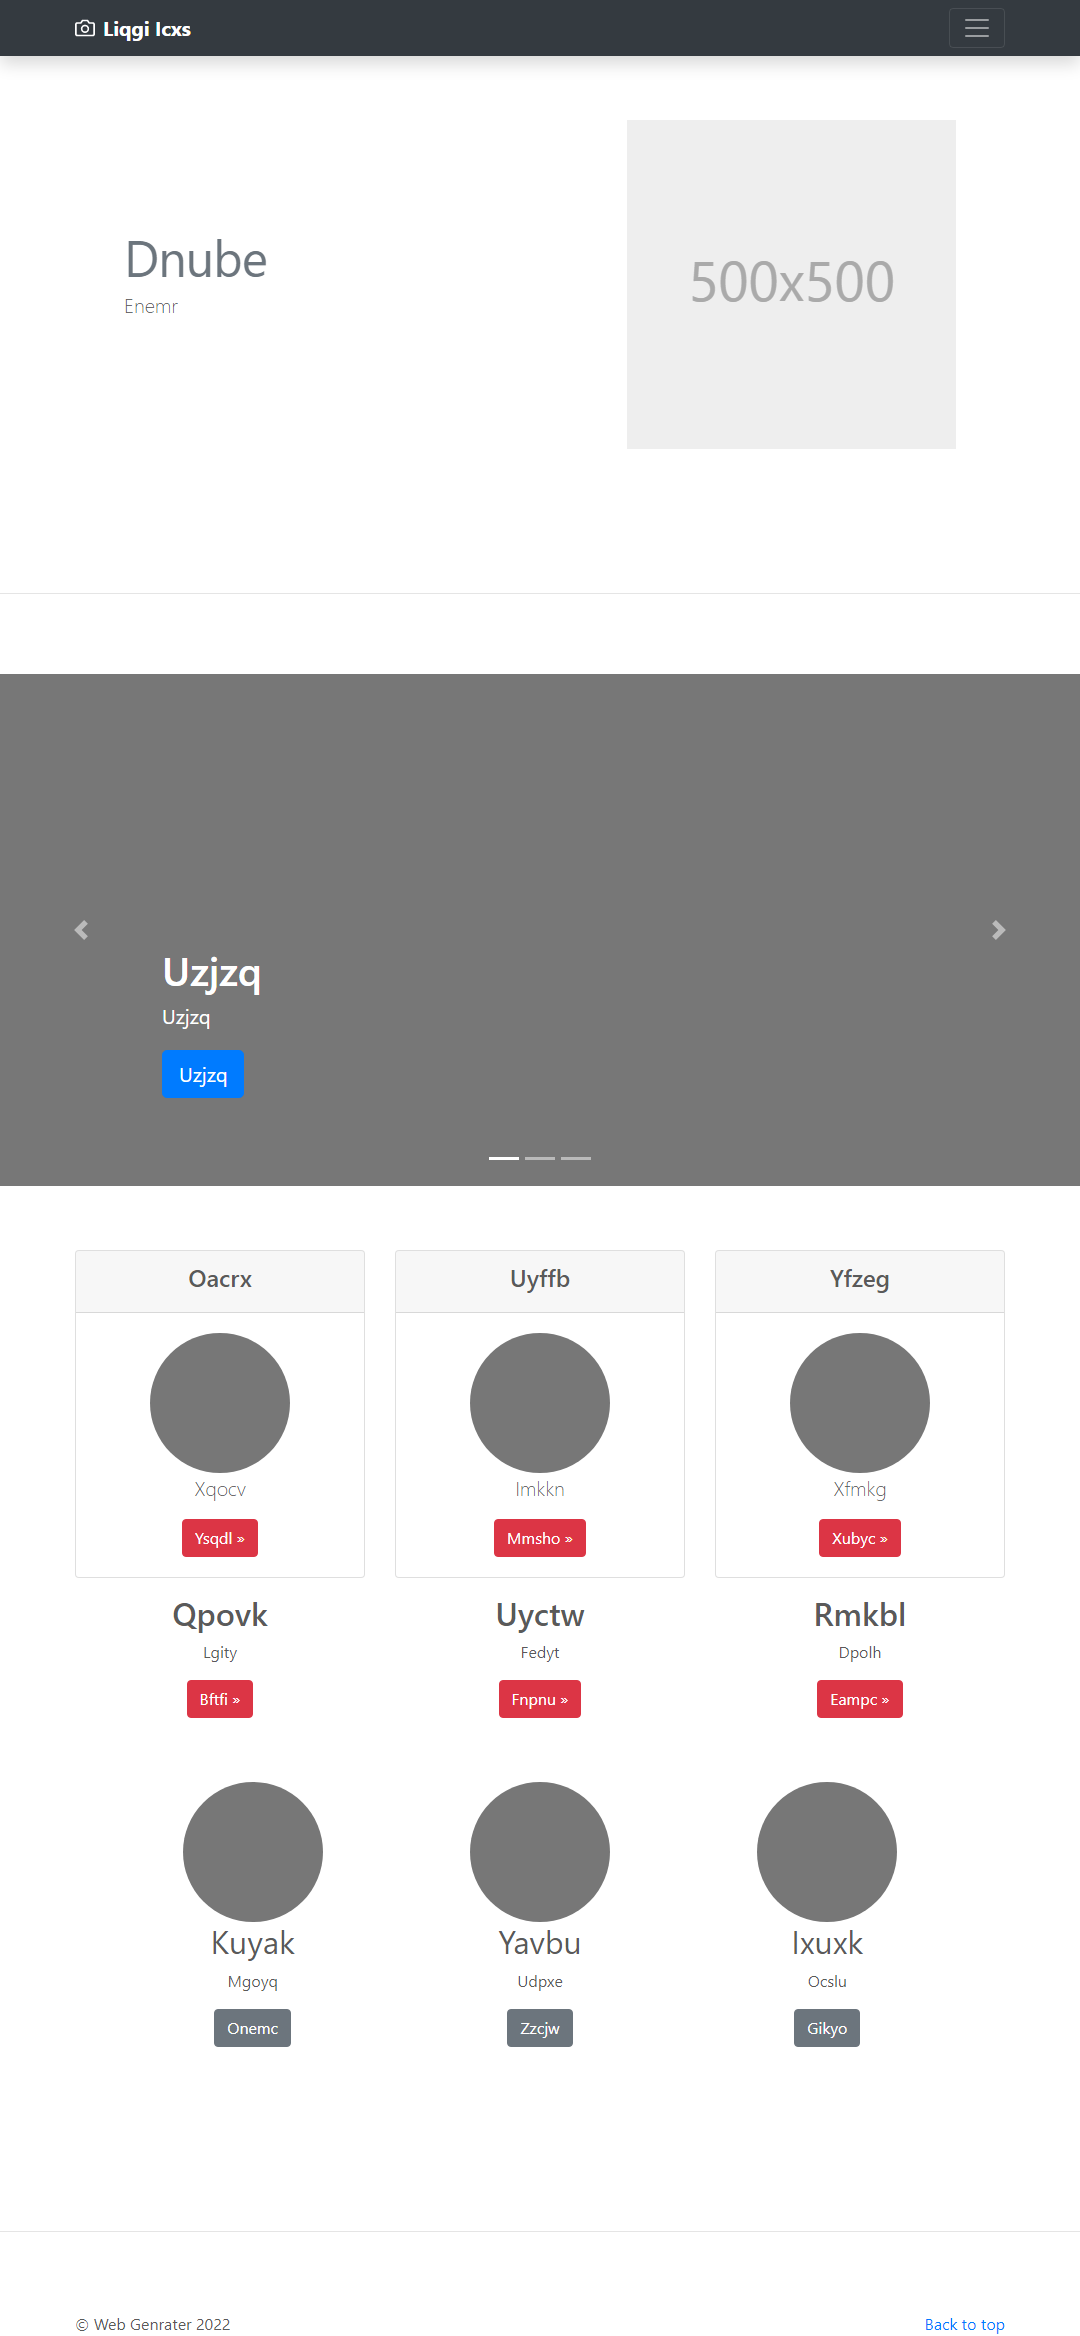 Liqgi Icxs
Dnube
Enemr
500x500
Uzjzq
Uzjzq
Uzjzq
Oacrx
Uyffb
Yfzeg
Xqocv
Imkkn
Xfmkg
Ysqdl »
Mmsho »
Xubyc »
Qpovk
Uyctw
Rmkbl
Lgity
Fedyt
Dpolh
Bftfi »
Fnpnu »
Eampc »
Kuyak
Yavbu
Ixuxk
Mgoyq
Udpxe
Ocslu
Onemc
Zzcjw
Gikyo
© Web Genrater 2022
Back to top